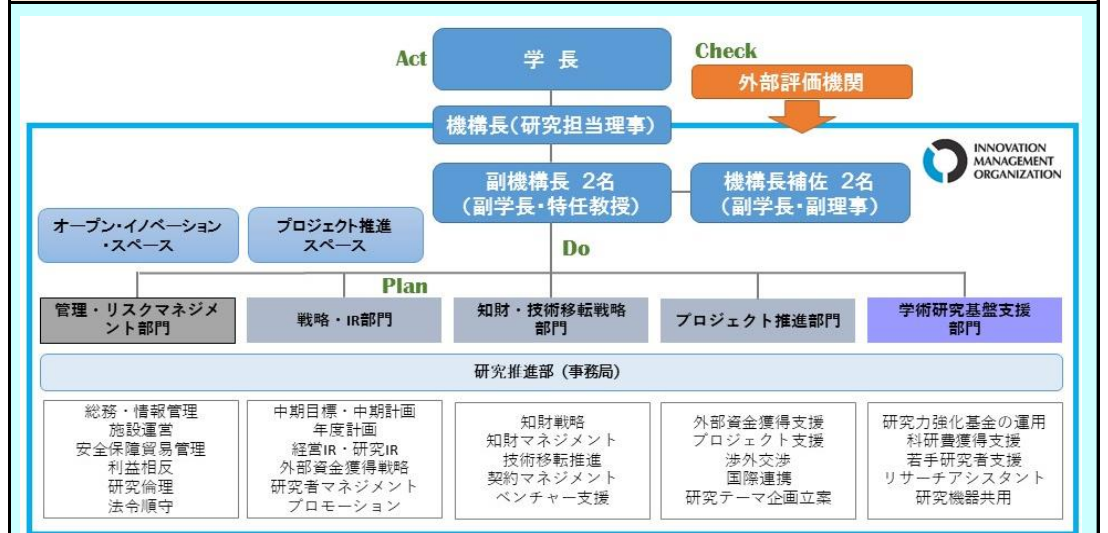 Act
学 長
Check
外部評価機関
機構長(研究担当理事)
INNOVATION
MANAGEMENT
ORGANIZATION
副機構長 2名
(副学長・特任教授)
機構長補佐 2名
(副学長・副理事)
オープン・イノベーション
・スペース
プロジェクト推進
スペース
Do
Plan
管理・リスクマネジメ
ント部門
戦略・IR部門
知財・技術移転戦略
部門
プロジェクト推進部門
学術研究基盤支援
部門
研究推進部 (事務局)
総務・情報管理
施設運営
安全保障貿易管理
利益相反
研究倫理
法令順守
中期目標・中期計画
年度計画
経営IR・研究IR
外部資金獲得戦略
研究者マネジメント
プロモーション
知財戦略
知財マネジメント
技術移転推進
契約マネジメント
ベンチャー支援
外部資金獲得支援
プロジェクト支援
渉外交渉
国際連携
研究テーマ企画立案
研究力強化基金の運用
科研費獲得支援
若手研究者支援
リサーチアシスタント
研究機器共用